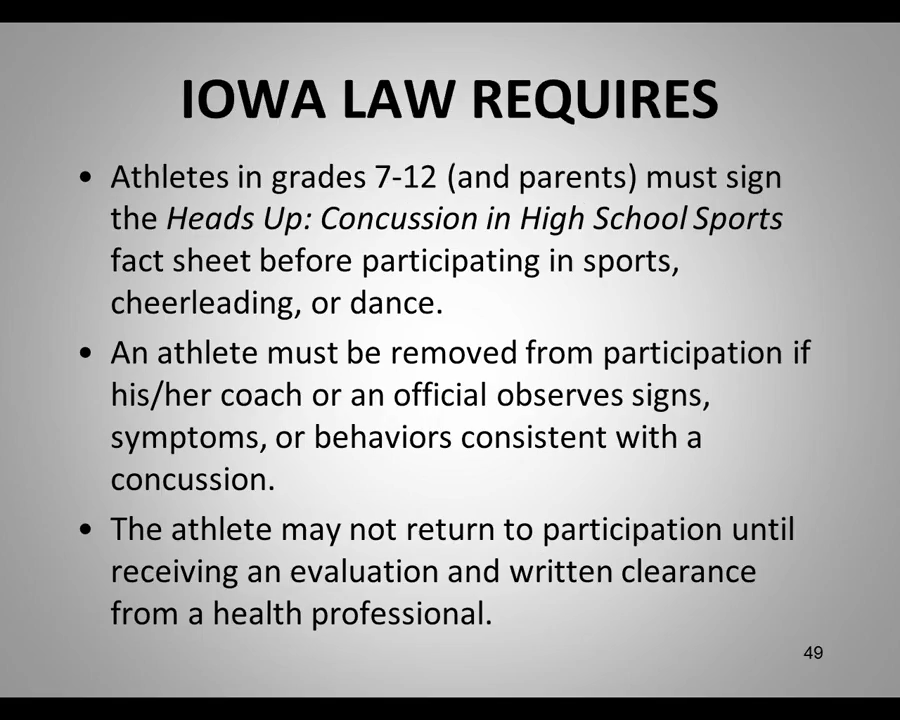 IOWA LAW REQUIRES
• Athletes in grades 7-12 (and parents) must sign
the Heads Up: Concussion in High School Sports
fact sheet before participating in sports,
cheerleading, or dance.
• An athlete must be removed from participation if
his/her coach or an official observes signs,
symptoms, or behaviors consistent with a
concussion.
• The athlete may not return to participation until
receiving an evaluation and written clearance
from a health professional.
49